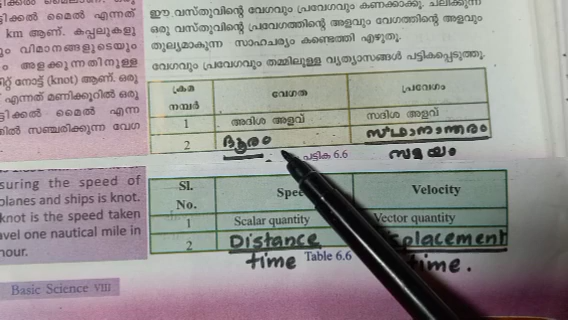 ട്ടിക്കൽ മൈൽ എന്നത്
km ആണ്. കപ്പലുകളു
ും വിമാനങ്ങളുടെയും
അളക്കുന്നതിനുള്ള
റ്റ് നോട്ട് (knot) ആണ്. ഒരു
എന്നത് മണിക്കൂറിൽ ഒരു
ട്ടിക്കൽ മൈൽ എന്ന
ിൽ സഞ്ചരിക്കുന്ന വേഗ
ഈ വസ്തുവിന്റെ വേഗവും പ്രവേഗവും കണക്കാക്കൂ. ചലിക്കുന്ന
ഒരു വസ്തുവിന്റെ പ്രവേഗത്തിന്റെ അളവും വേഗത്തിന്റെ അളവും
തുല്യമാകുന്ന സാഹചര്യം കണ്ടെത്തി എഴുതൂ.
വേഗവും പ്രവേഗവും തമ്മിലുള്ള വ്യത്യാസങ്ങൾ പട്ടികപ്പെടുത്തൂ.
ക്രമ നമ്പർ വേഗത പ്രവേഗം
1 അദിശ അളവ് സദിശ അളവ്
2 ദൂരം സ്ഥാനാന്തരം
പട്ടിക 6.6 സമയം
suring the speed of
planes and ships is knot.
knot is the speed taken
avel one nautical mile in
hour.
Sl. No. Spee Velocity
1 Scalar quantity Vector quantity
2 Distance splacement
time Table 6.6 time.
Basic Science VIII